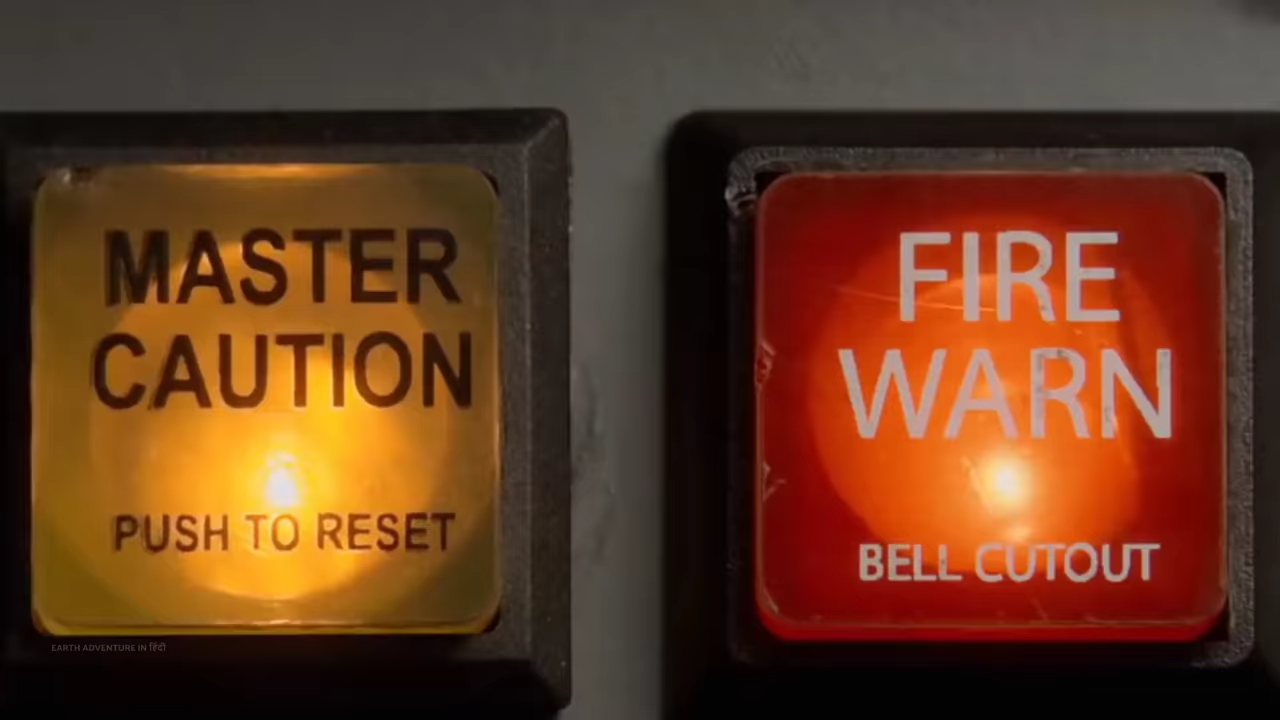 MASTER
CAUTION
PUSH TO RESET
FIRE
WARN
BELL CUTOUT
EARTH ADVENTURE IN हिंदी